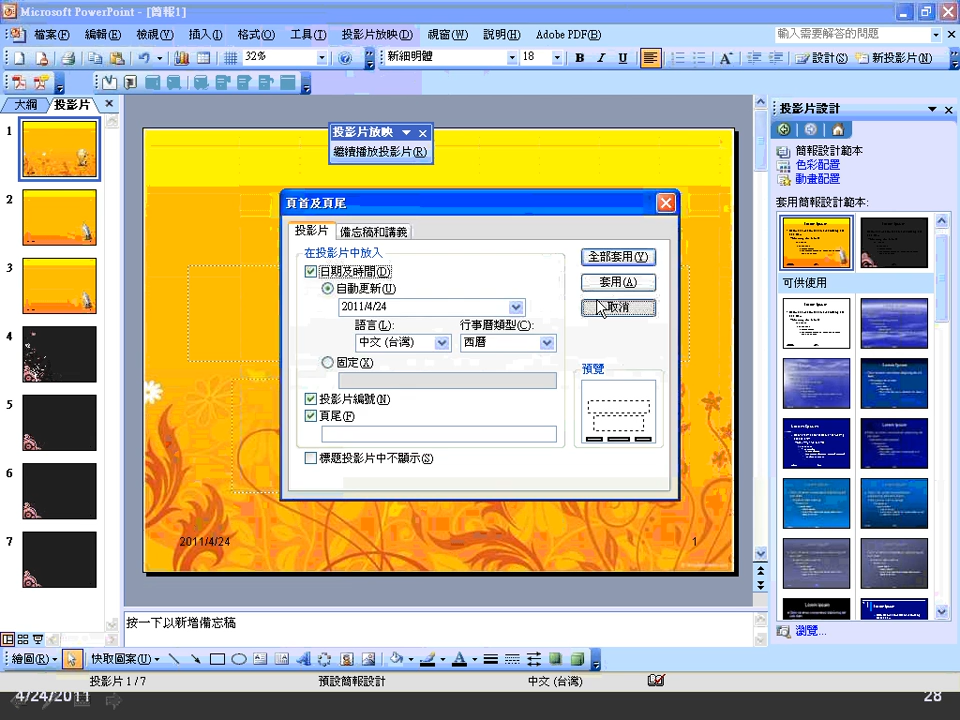 Microsoft PowerPoint - [簡報1]
檔案(F) 編輯(E) 檢視(V) 插入(I) 格式(O) 工具(T) 投影片放映(D) 視窗(W) 說明(H) Adobe PDF(B) 輸入需要解答的問題
32% 新細明體 18 B I U 設計(S) 新投影片(N)
大綱 投影片
投影片設計
1
2
3
4
5
6
7
投影片放映
繼續播放投影片(R)
頁首及頁尾
投影片 備忘稿和講義
在投影片中放入
日期及時間(D)
自動更新(U)
2011/4/24
語言(L): 行事曆類型(C):
中文 (台灣) 西曆
固定(X)
投影片編號(N)
頁尾(F)
標題投影片中不顯示(S)
全部套用(Y)
套用(A)
取消
預覽
2011/4/24 1
簡報設計範本
色彩配置
動畫配置
套用簡報設計範本:
可供使用
瀏覽...
按一下以新增備忘稿
繪圖(R) 快取圖案(U)
投影片 1 / 7 預設簡報設計 中文 (台灣)
4/24/2011 28